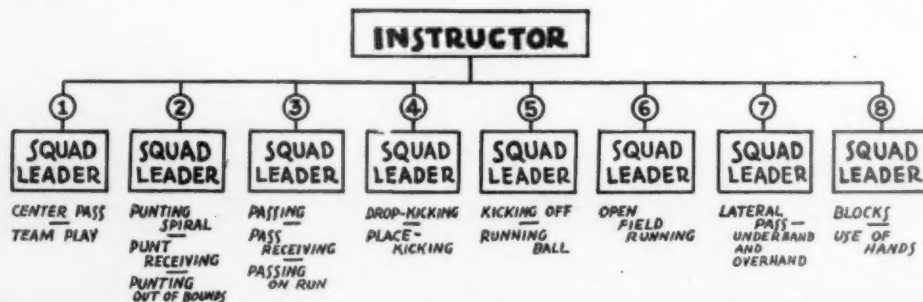 INSTRUCTOR
1
SQUAD
LEADER
CENTER PASS
TEAM PLAY
2
SQUAD
LEADER
PUNTING
SPIRAL
PUNT
RECEIVING
PUNTING
OUT OF BOUNDS
3
SQUAD
LEADER
PASSING
PASS
RECEIVING
PASSING
ON RUN
4
SQUAD
LEADER
DROP-KICKING
PLACE-
KICKING
5
SQUAD
LEADER
KICKING OFF
RUNNING
BALL
6
SQUAD
LEADER
OPEN
FIELD
RUNNING
7
SQUAD
LEADER
LATERAL
PASS—
UNDERHAND
AND
OVERHAND
8
SQUAD
LEADER
BLOCKS
USE OF
HANDS